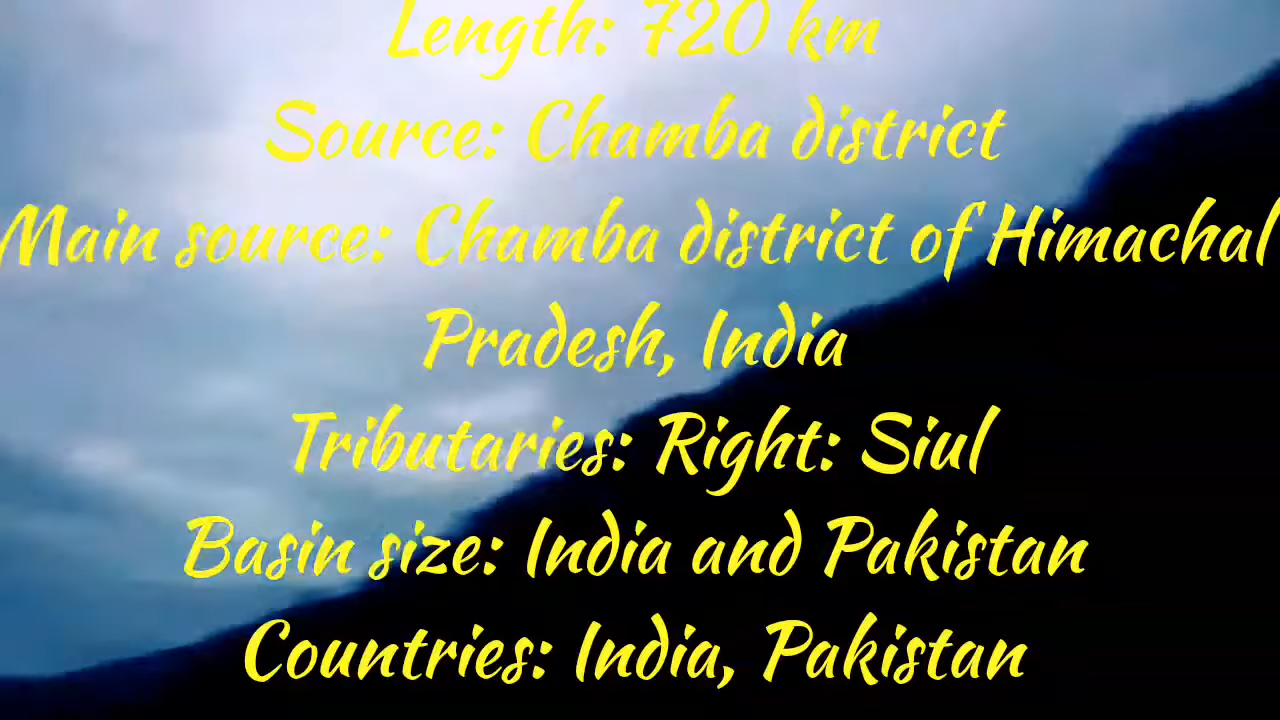 Length: 720 km
Source: Chamba district
Main source: Chamba district of Himachal
Pradesh, India
Tributaries: Right: Siul
Basin size: India and Pakistan
Countries: India, Pakistan